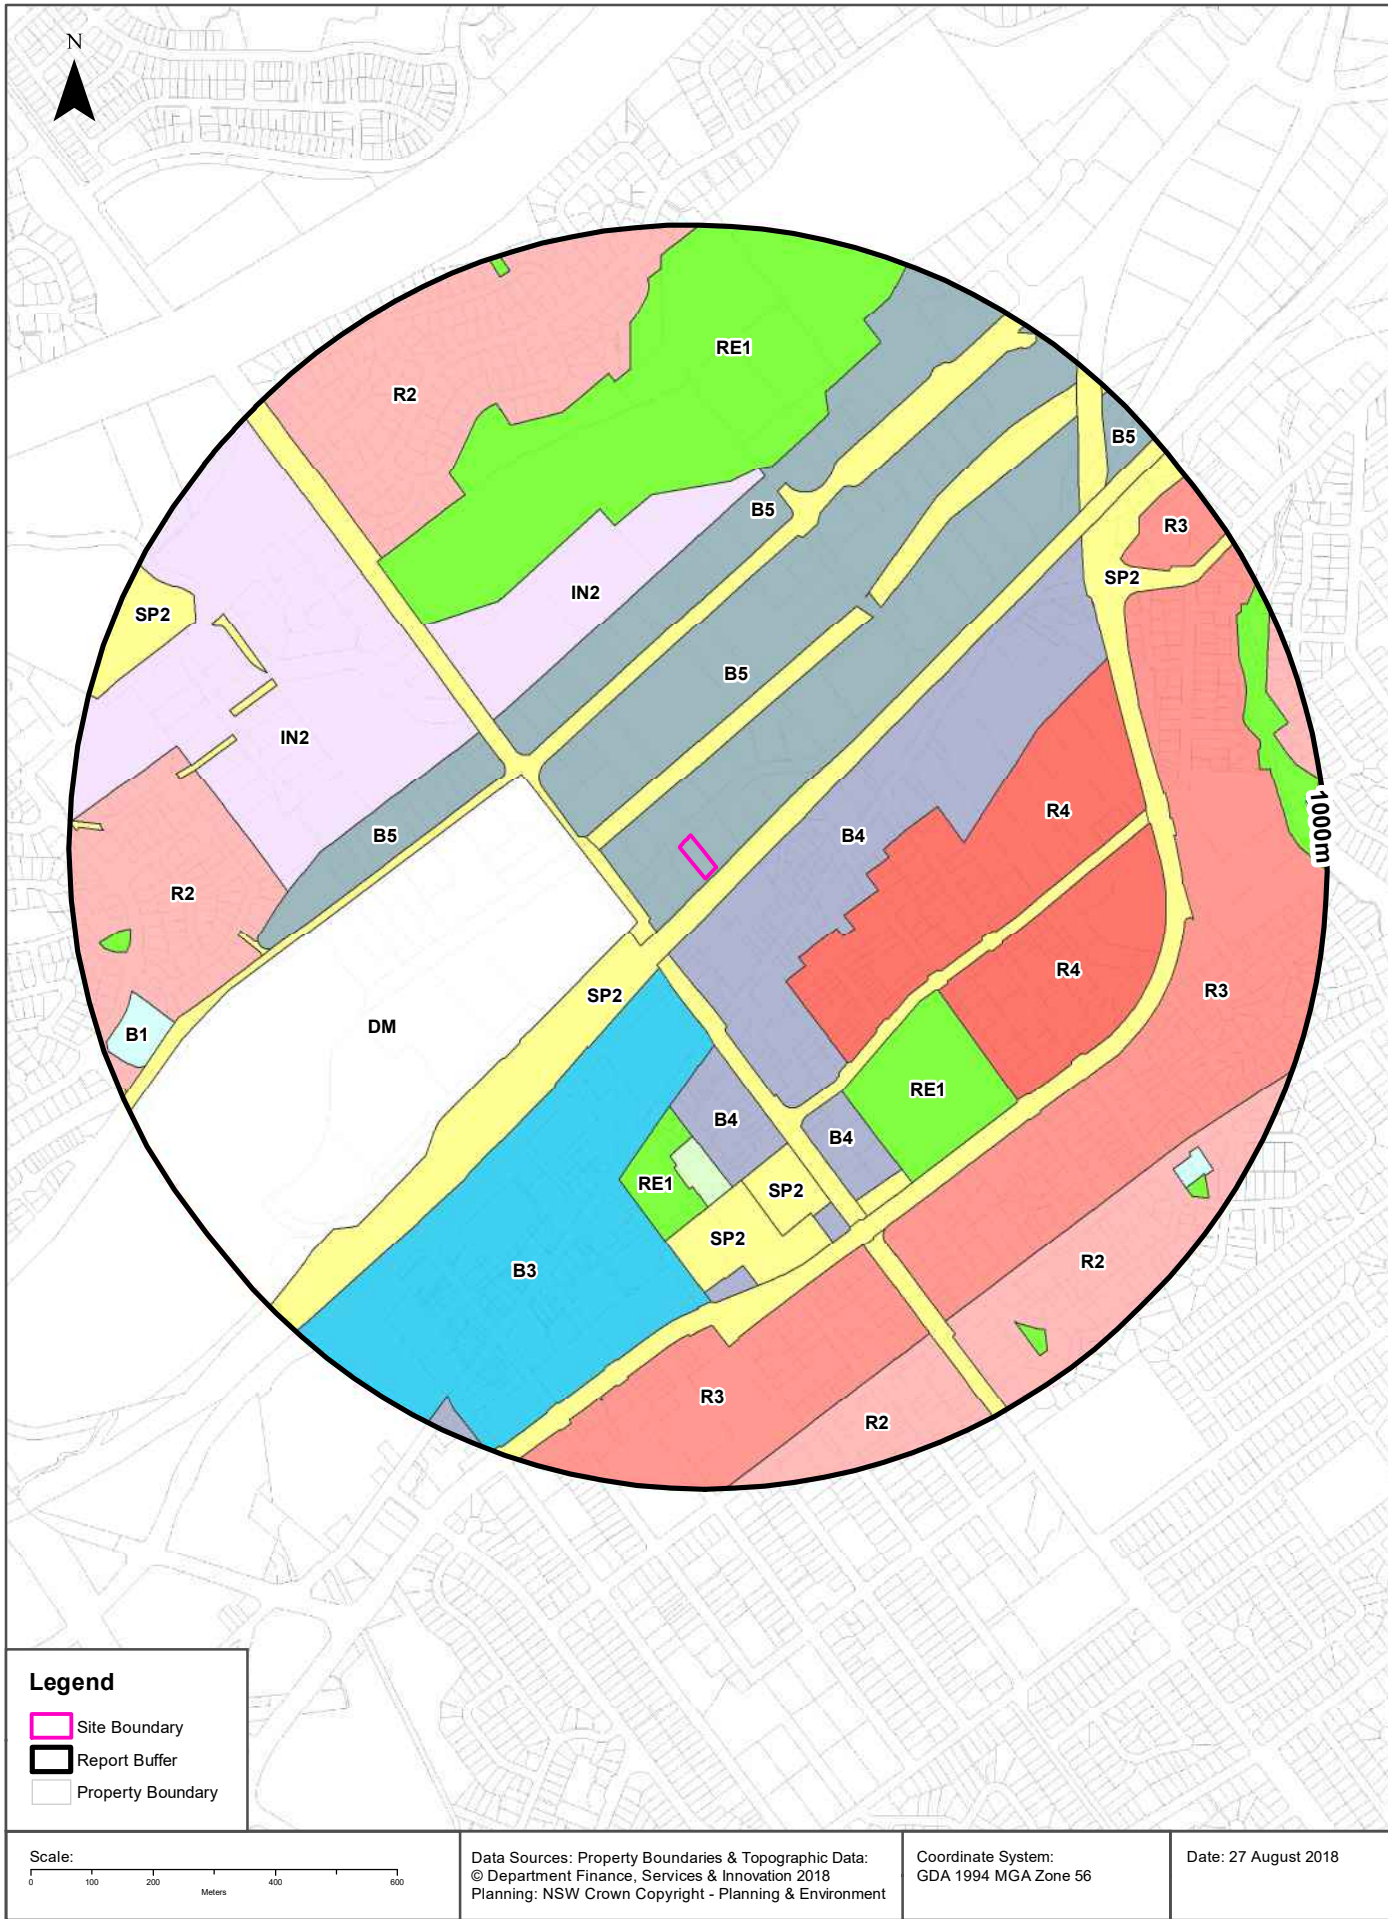 N
RE1
R2
B5
B5
R3
SP2
IN2
SP2
B5
IN2
1000m
R4
B5
B4
R2
R4
R3
SP2
DM
B1
RE1
B4
B4
RE1
SP2
SP2
R2
B3
R3
R2
Legend
Site Boundary
Report Buffer
Property Boundary
Scale:
0 100 200 400 600
Meters
Data Sources: Property Boundaries & Topographic Data:
© Department Finance, Services & Innovation 2018
Planning: NSW Crown Copyright - Planning & Environment
Coordinate System:
GDA 1994 MGA Zone 56
Date: 27 August 2018